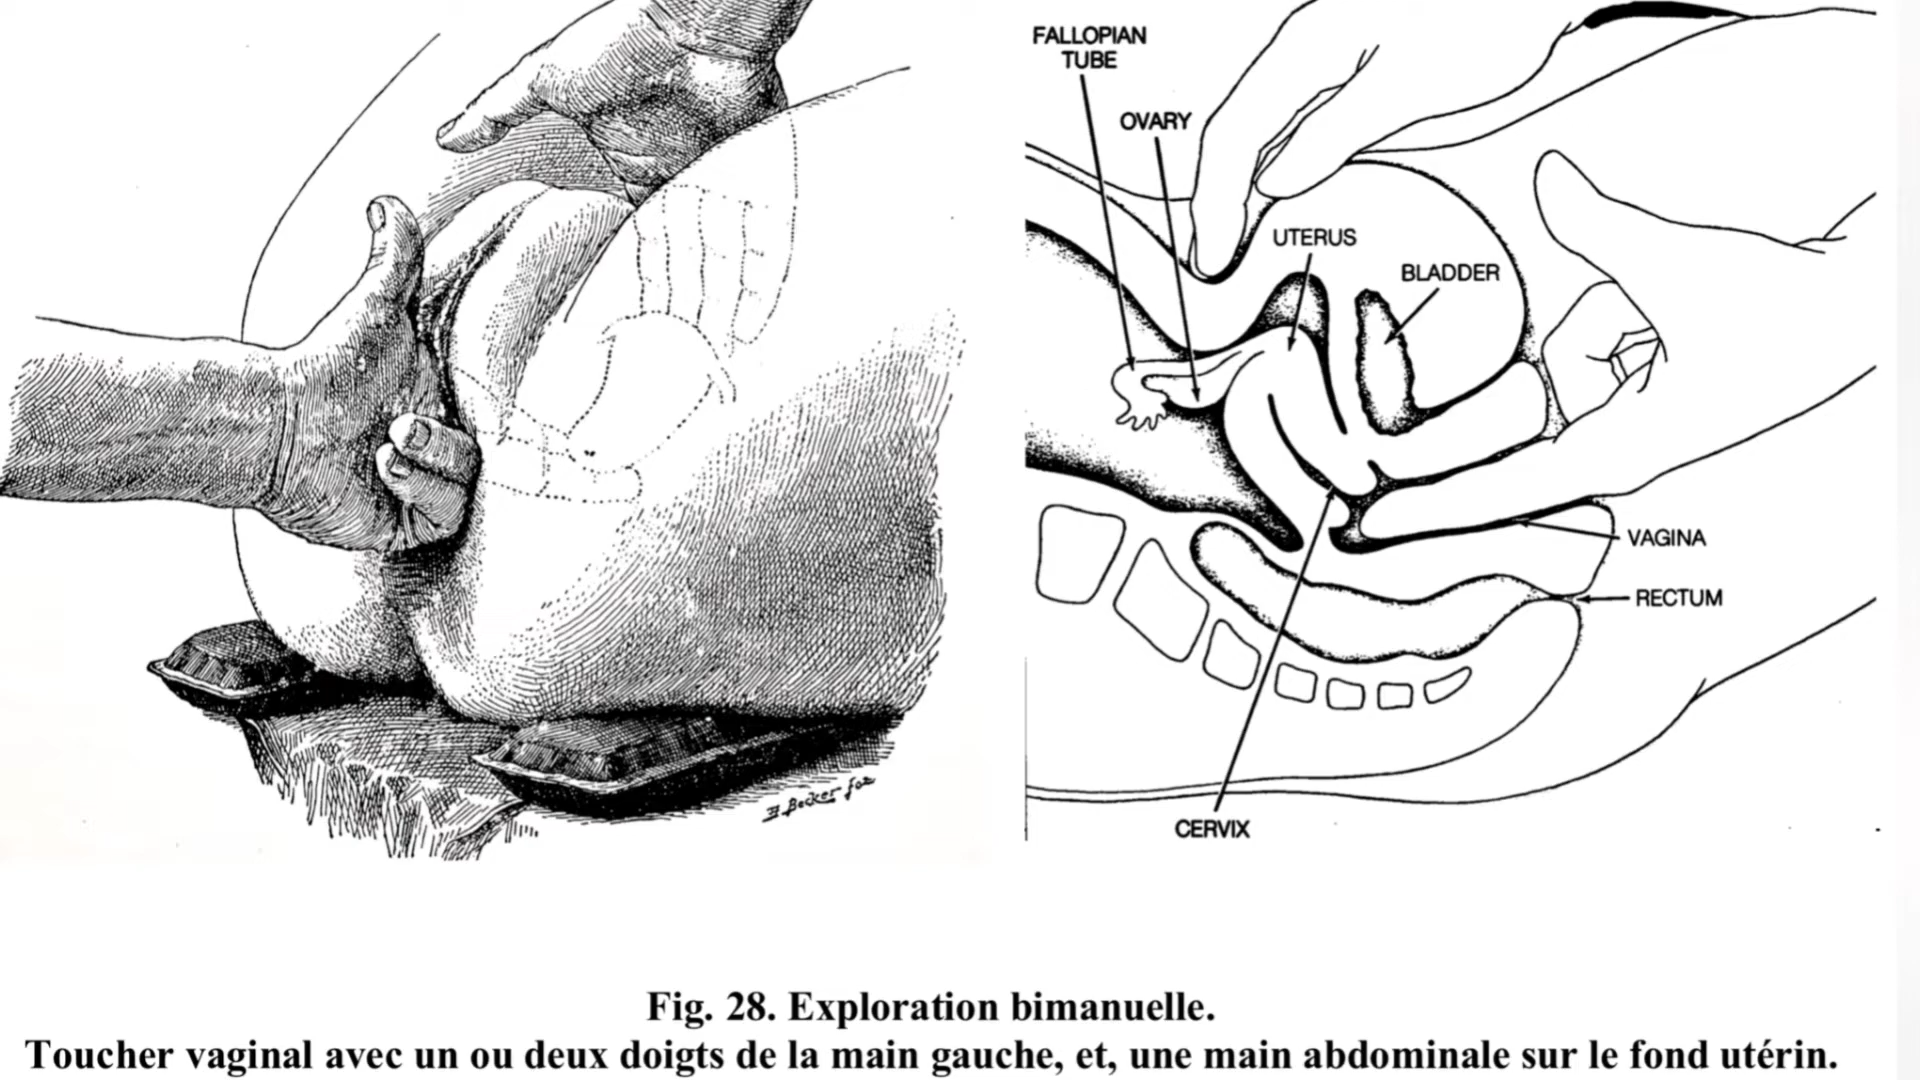 FALLOPIAN
TUBE
OVARY
UTERUS
BLADDER
VAGINA
RECTUM
CERVIX
Becker
Fig. 28. Exploration bimanuelle.
Toucher vaginal avec un ou deux doigts de la main gauche, et, une main abdominale sur le fond utérin.